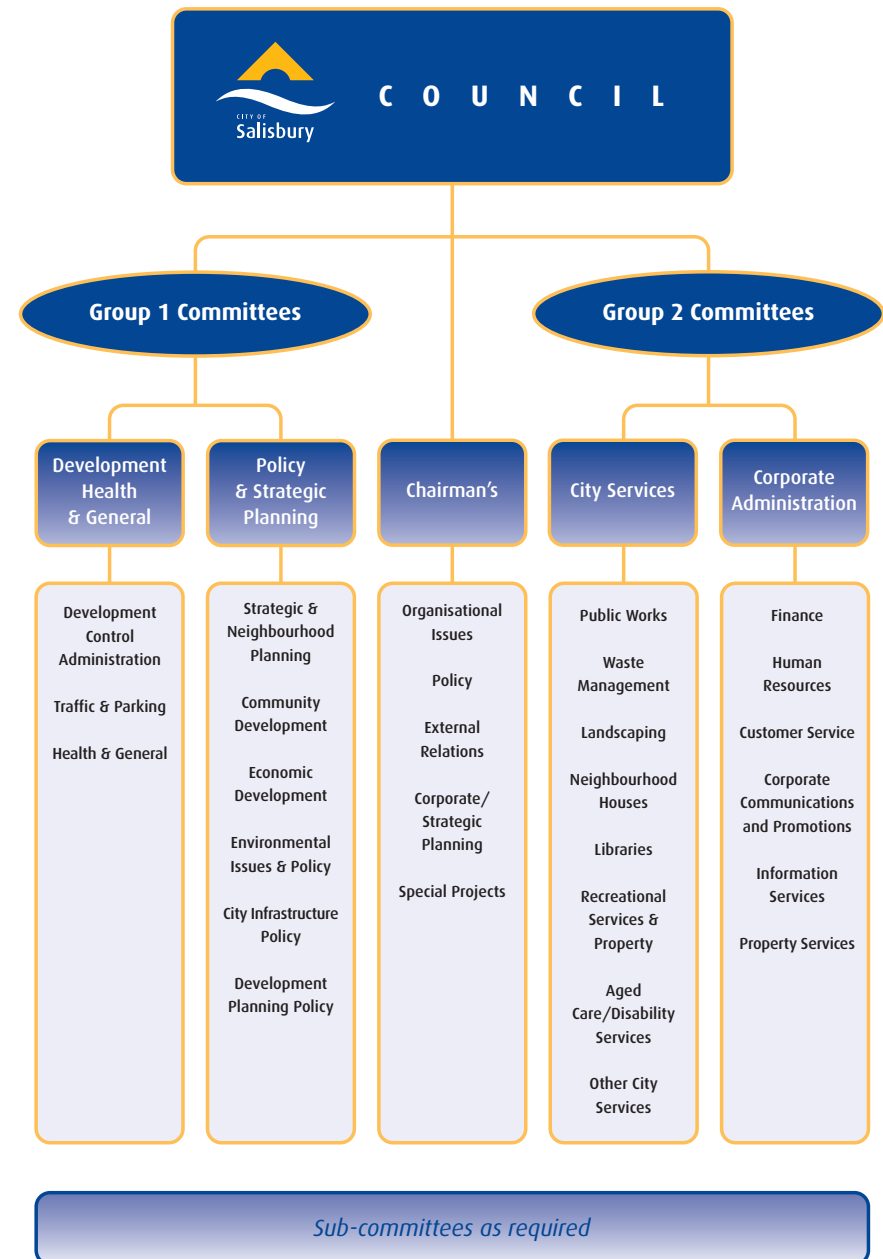 CITY OF
Salisbury
COUNCIL
Group 1 Committees
Group 2 Committees
Development
Health
& General
Policy
& Strategic
Planning
Chairman's
City Services
Corporate
Administration
Development
Control
Administration
Traffic & Parking
Health & General
Strategic &
Neighbourhood
Planning
Community
Development
Economic
Development
Environmental
Issues & Policy
City Infrastructure
Policy
Development
Planning Policy
Organisational
Issues
Policy
External
Relations
Corporate/
Strategic
Planning
Special Projects
Public Works
Waste
Management
Landscaping
Neighbourhood
Houses
Libraries
Recreational
Services &
Property
Aged
Care/Disability
Services
Other City
Services
Finance
Human
Resources
Customer Service
Corporate
Communications
and Promotions
Information
Services
Property Services
Sub-committees as required